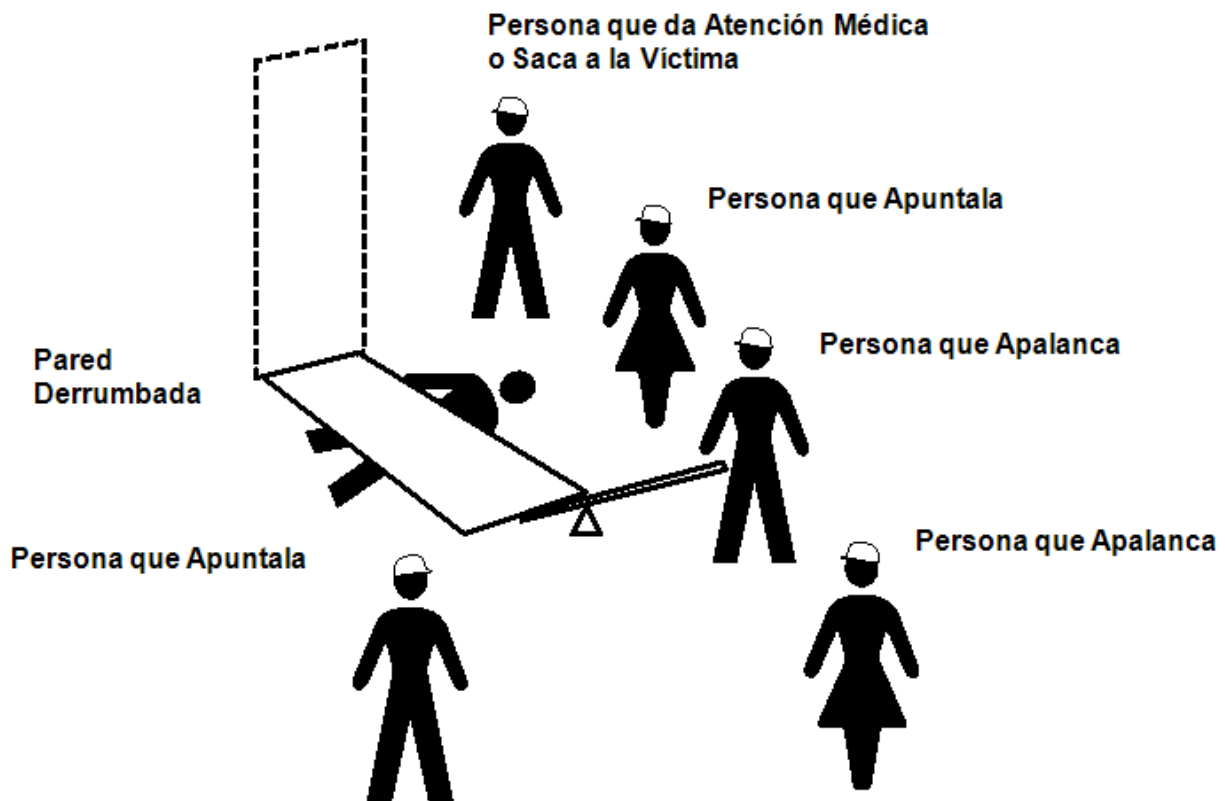 Persona que da Atención Médica
o Saca a la Víctima
Persona que Apuntala
Persona que Apalanca
Pared
Derrumbada
Persona que Apuntala
Persona que Apalanca